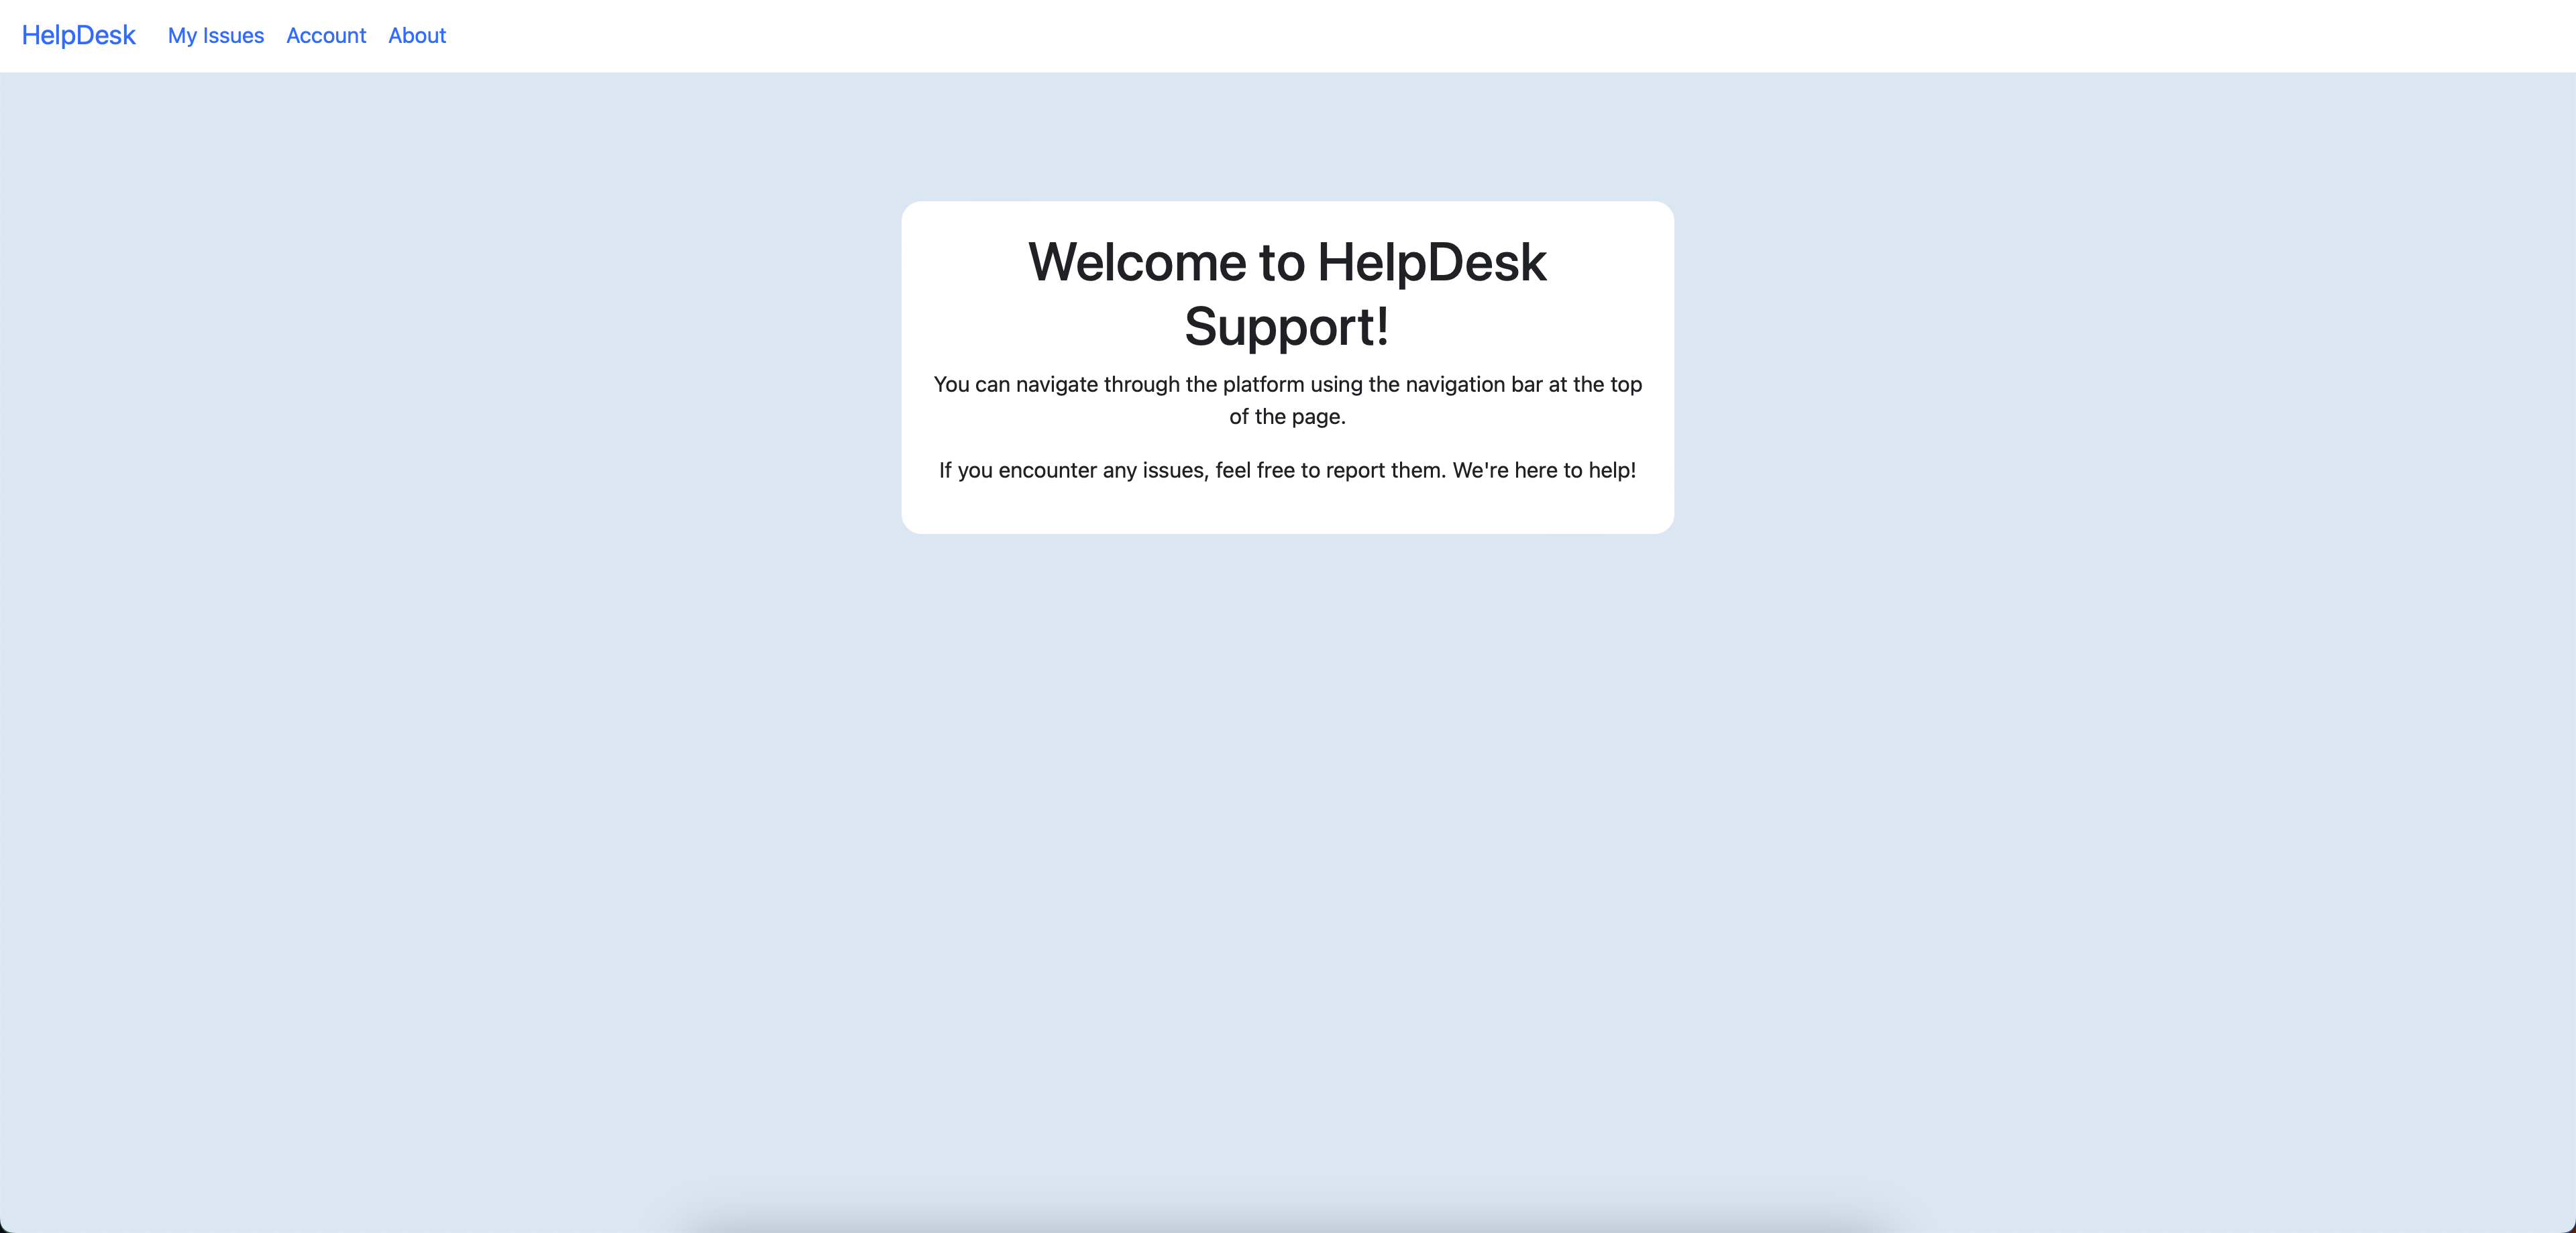 HelpDesk My Issues Account About
Welcome to HelpDesk
Support!
You can navigate through the platform using the navigation bar at the top
of the page.
If you encounter any issues, feel free to report them. We're here to help!